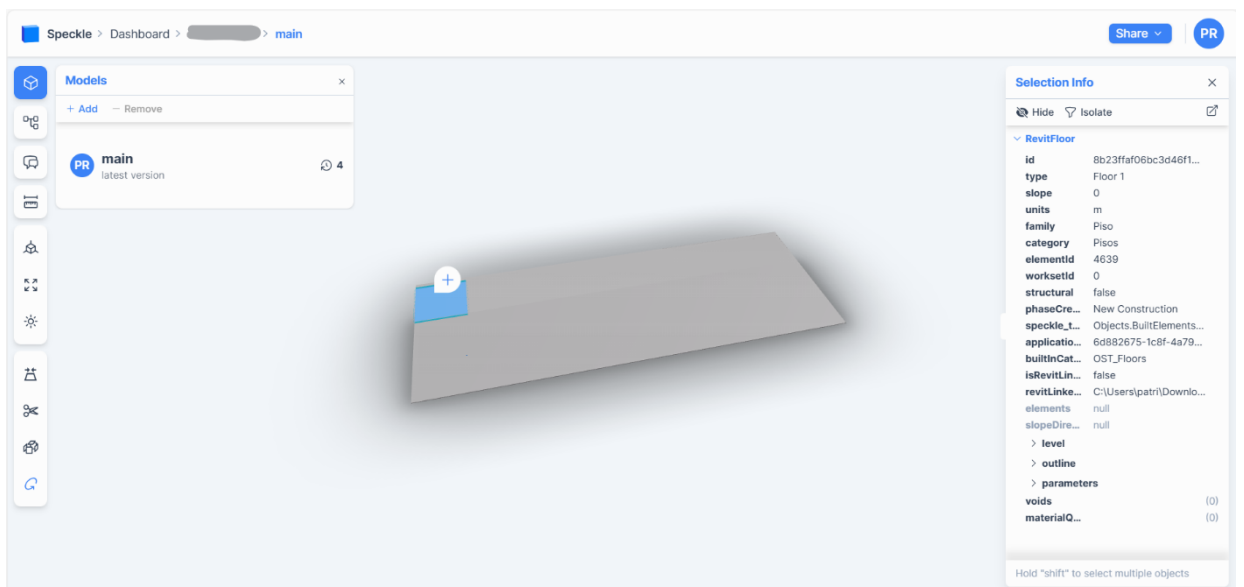 Speckle > Dashboard > > main
Share
PR
Models
×
+ Add − Remove
PR main 4
latest version
Selection Info ×
Hide Isolate
RevitFloor
id 8b23ffaf06bc3d46f1...
type Floor 1
slope 0
units m
family Piso
category Pisos
elementId 4639
worksetId 0
structural false
phaseCre... New Construction
speckle_t... Objects.BuiltElements...
applicatio... 6d882675-1c8f-4a79...
builtInCat... OST_Floors
isRevitLin... false
revitLinke... C:\Users\patri\Downlo...
elements null
slopeDire... null
> level
> outline
> parameters
voids (0)
materialQ... (0)
Hold "shift" to select multiple objects